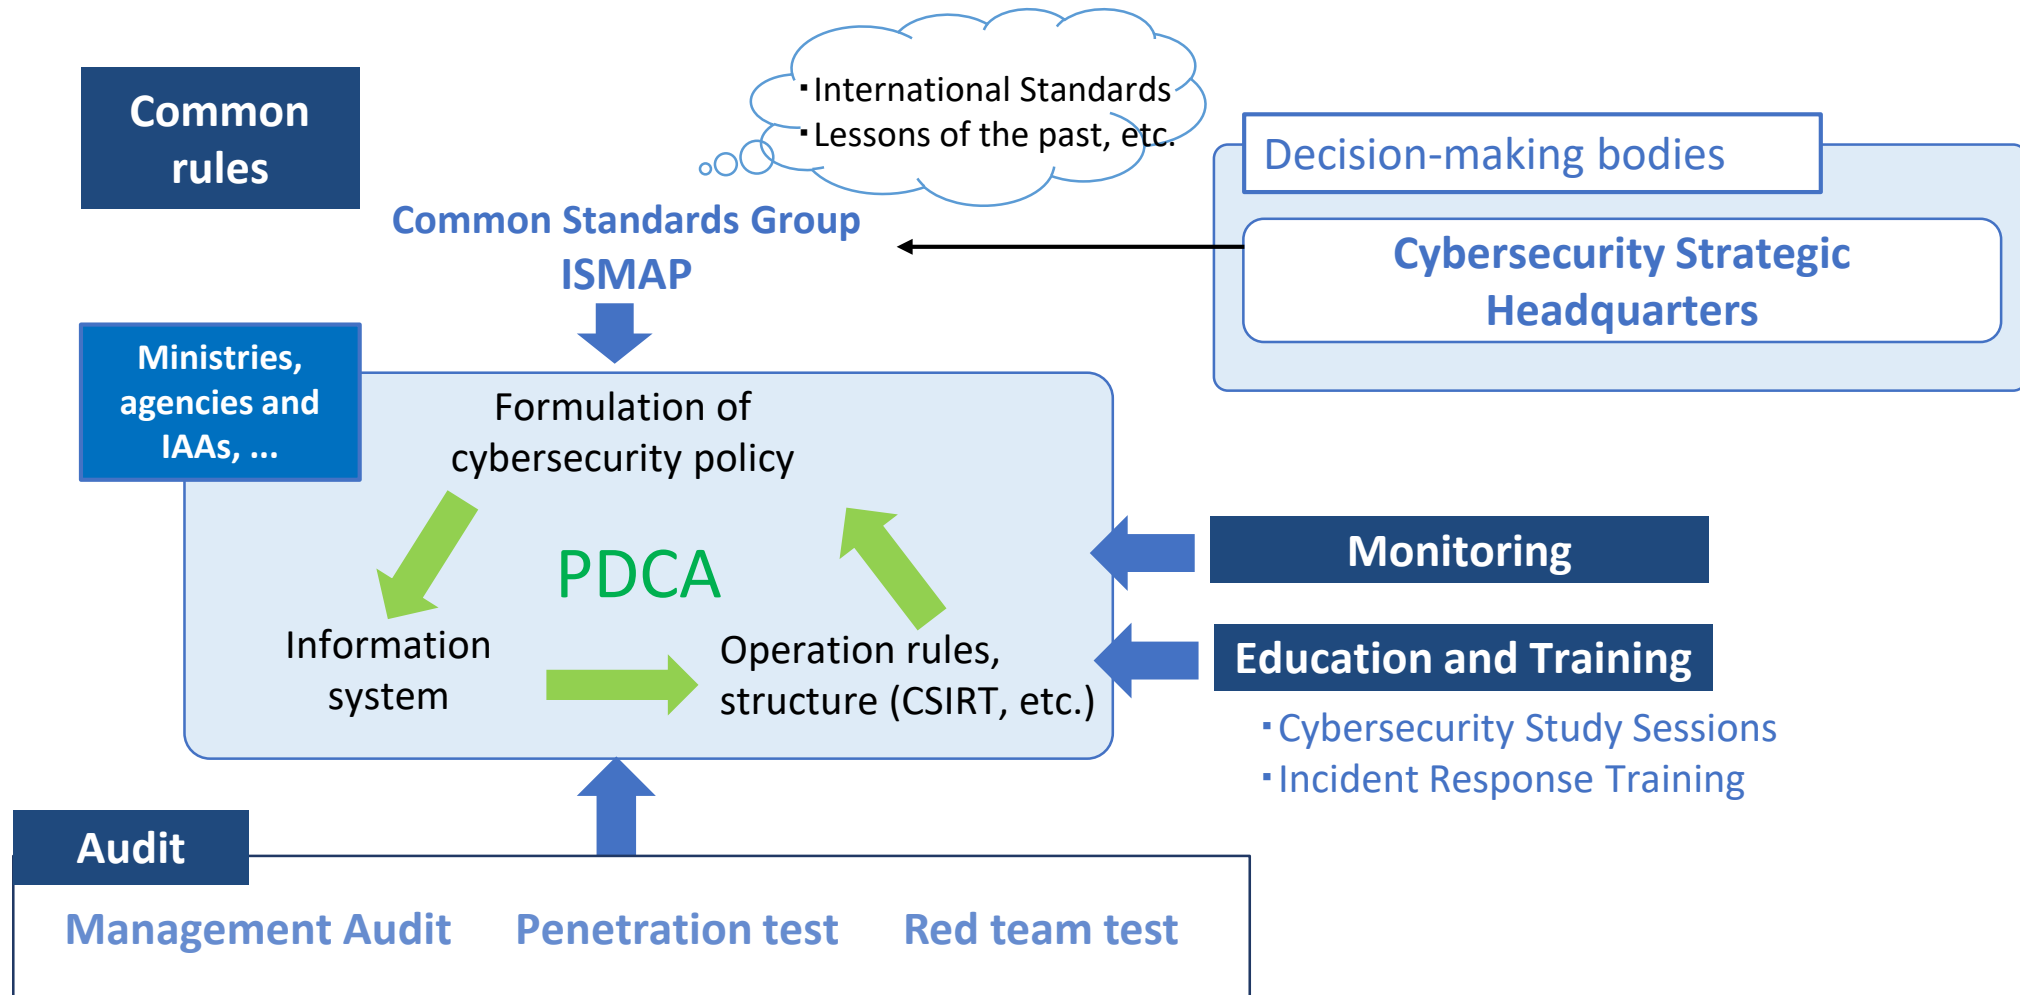 Common
rules
・International Standards
・Lessons of the past, etc.
Decision-making bodies
Cybersecurity Strategic
Headquarters
Common Standards Group
ISMAP
Ministries,
agencies and
IAAs, ...
Formulation of
cybersecurity policy
PDCA
Information
system
Operation rules,
structure (CSIRT, etc.)
Monitoring
Education and Training
・Cybersecurity Study Sessions
・Incident Response Training
Audit
Management Audit
Penetration test
Red team test